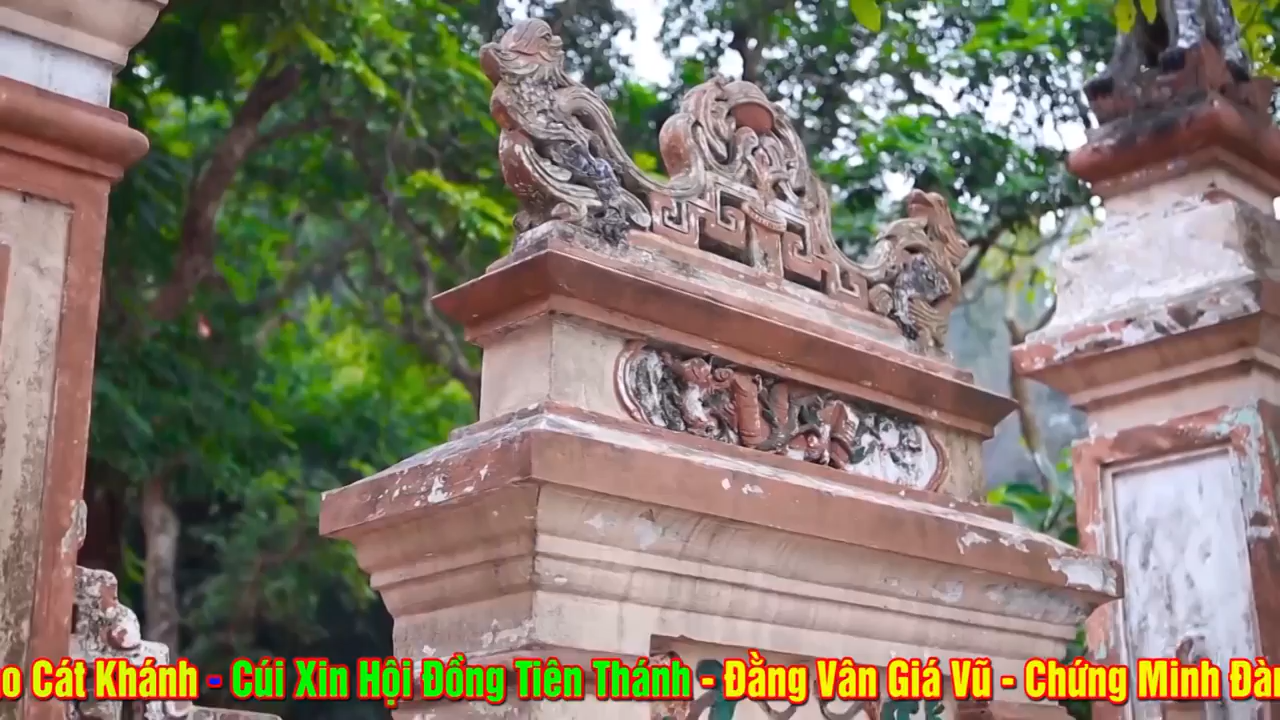 Cát Khánh - Cúi Xin Hội Đồng Tiên Thánh - Đằng Vân Giá Vũ - Chứng Minh